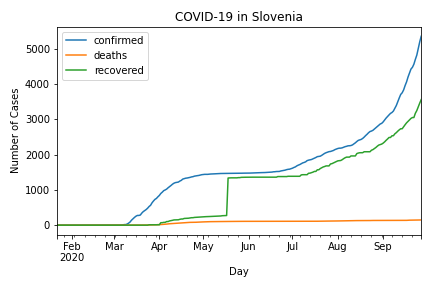 COVID-19 in Slovenia
confirmed
deaths
recovered
Number of Cases
5000
4000
3000
2000
1000
0
Feb Mar Apr May Jun Jul Aug Sep
2020
Day